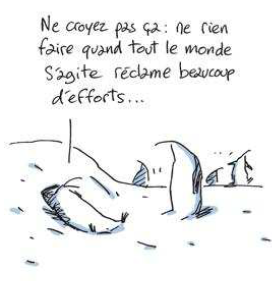 Ne croyez pas ça : ne rien
faire quand tout le monde
s'agite réclame beaucoup
d'efforts...